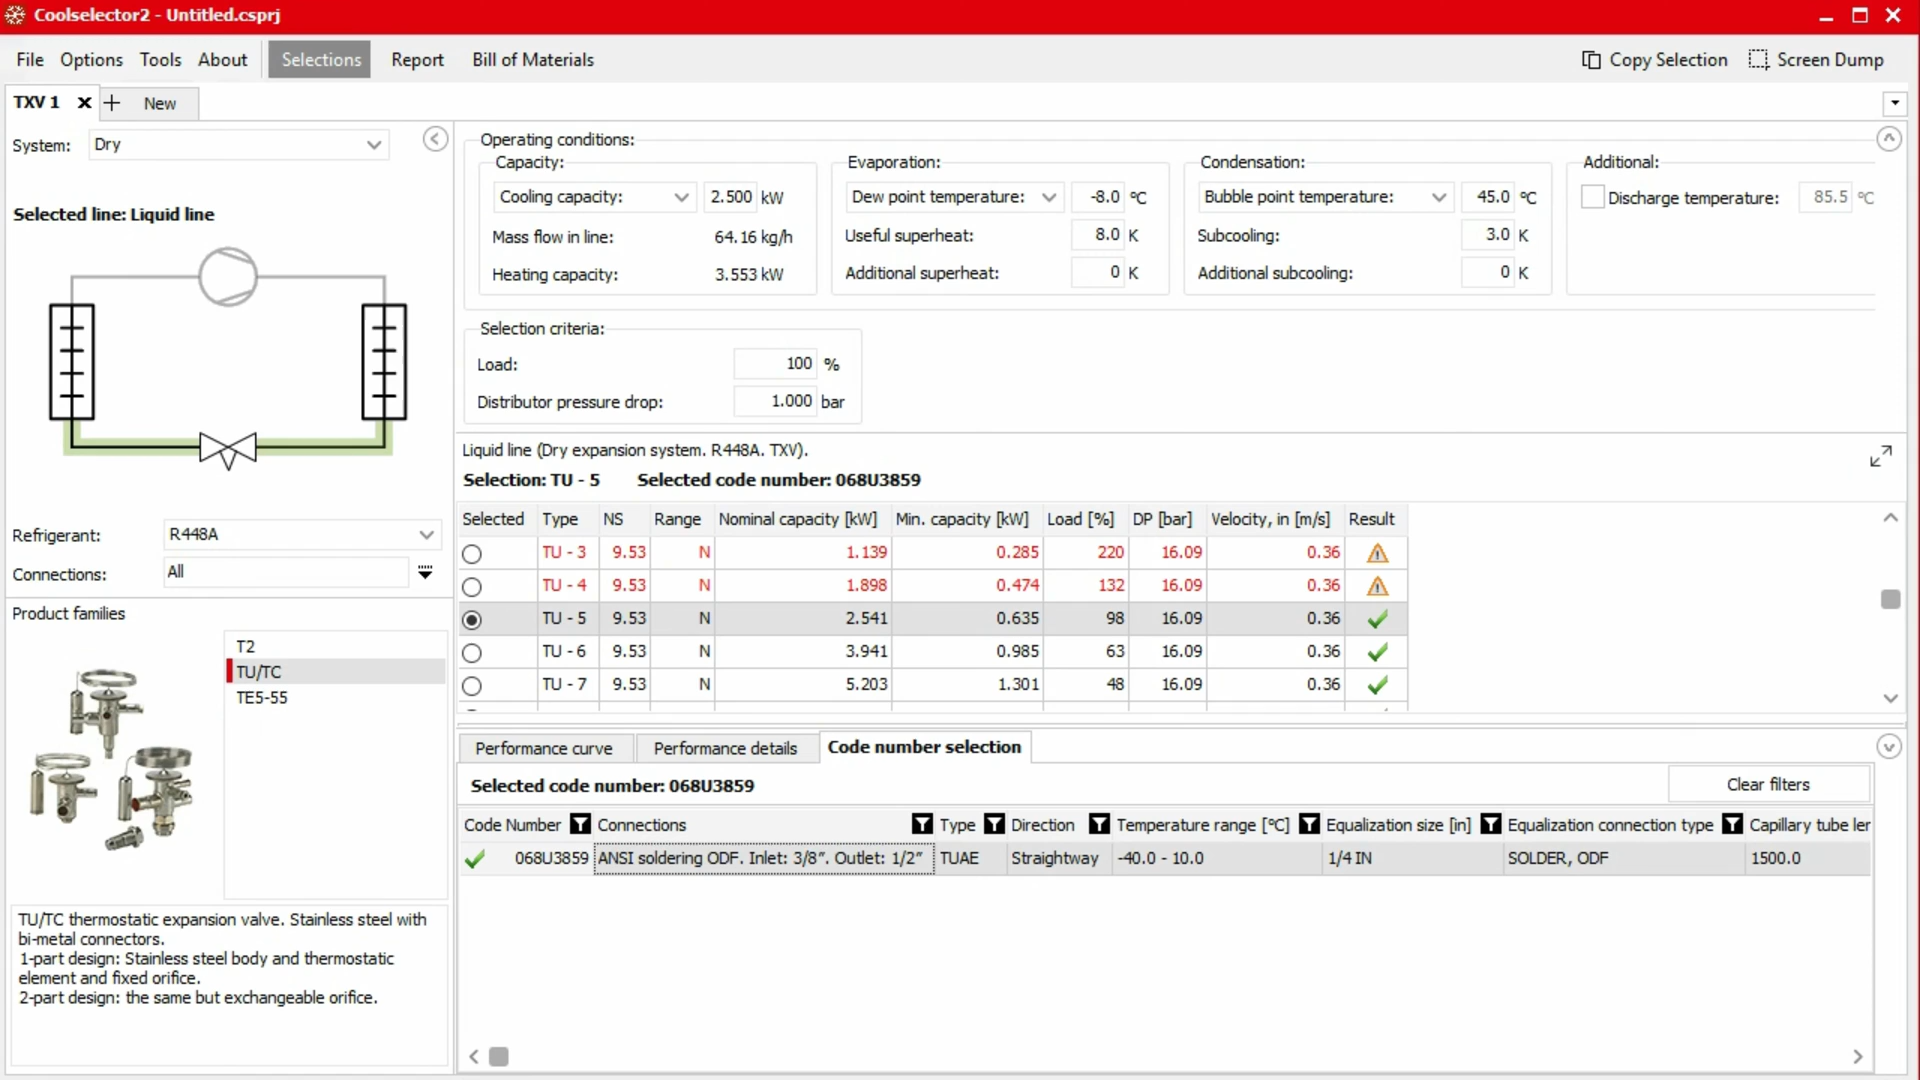 Coolselector2 - Untitled.csprj
File Options Tools About Selections Report Bill of Materials Copy Selection Screen Dump
TXV 1 New
System: Dry
Selected line: Liquid line
Refrigerant: R448A
Connections: All
Product families
T2
TU/TC
TE5-55
TU/TC thermostatic expansion valve. Stainless steel with
bi-metal connectors.
1-part design: Stainless steel body and thermostatic
element and fixed orifice.
2-part design: the same but exchangeable orifice.
Operating conditions:
Capacity:
Cooling capacity: 2.500 kW
Mass flow in line: 64.16 kg/h
Heating capacity: 3.553 kW
Evaporation:
Dew point temperature: -8.0 °C
Useful superheat: 8.0 K
Additional superheat: 0 K
Condensation:
Bubble point temperature: 45.0 °C
Subcooling: 3.0 K
Additional subcooling: 0 K
Additional:
Discharge temperature: 85.5 °C
Selection criteria:
Load: 100 %
Distributor pressure drop: 1.000 bar
Liquid line (Dry expansion system. R448A. TXV).
Selection: TU - 5 Selected code number: 068U3859
Selected Type NS Range Nominal capacity [kW] Min. capacity [kW] Load [%] DP [bar] Velocity, in [m/s] Result
TU - 3 9.53 N 1.139 0.285 220 16.09 0.36
TU - 4 9.53 N 1.898 0.474 132 16.09 0.36
TU - 5 9.53 N 2.541 0.635 98 16.09 0.36
TU - 6 9.53 N 3.941 0.985 63 16.09 0.36
TU - 7 9.53 N 5.203 1.301 48 16.09 0.36
Performance curve Performance details Code number selection
Selected code number: 068U3859 Clear filters
Code Number Connections Type Direction Temperature range [°C] Equalization size [in] Equalization connection type Capillary tube ler
068U3859 ANSI soldering ODF. Inlet: 3/8″. Outlet: 1/2″ TUAE Straightway -40.0 - 10.0 1/4 IN SOLDER, ODF 1500.0